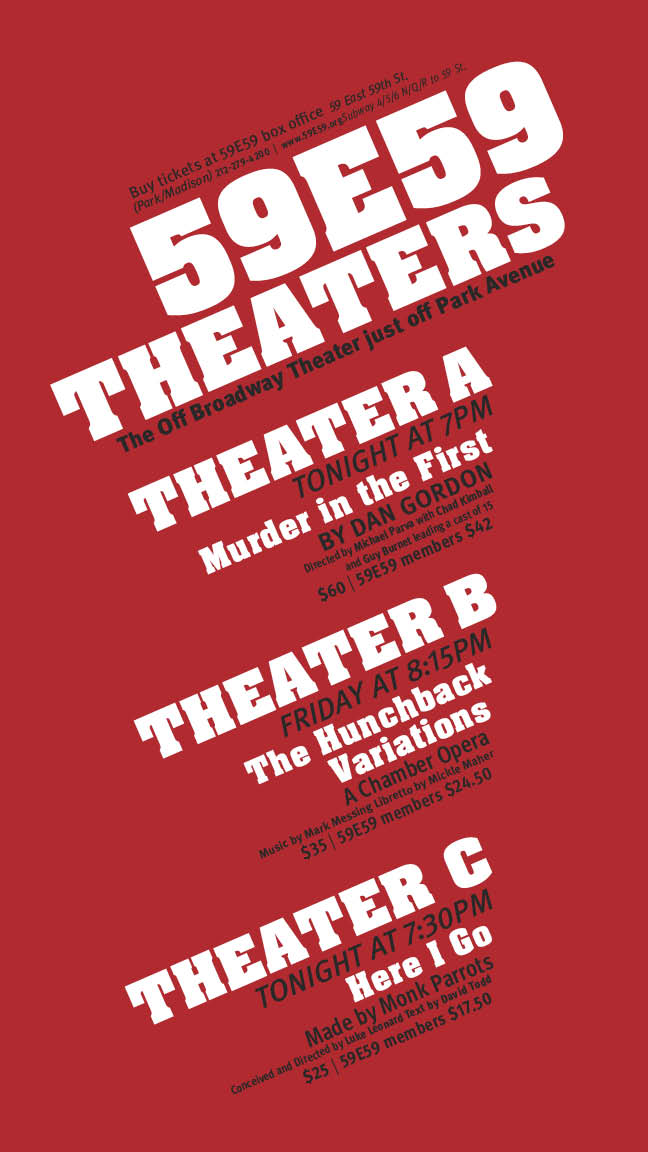 Buy tickets at 59E59 box office 59 East 59th St.
(Park/Madison) 212-279-4200 | www.59E59.orgSubway 4/5/6 N/Q/R to 59 St.
59E59
THEATERS
The Off Broadway Theater just off Park Avenue
THEATER A
TONIGHT AT 7PM
Murder in the First
BY DAN GORDON
Directed by Michael Parva with Chad Kimball
and Guy Burnet leading a cast of 15
$60 | 59E59 members $42
THEATER B
FRIDAY AT 8:15PM
The Hunchback
Variations
A Chamber Opera
Music by Mark Messing Libretto by Mickle Maher
$35 | 59E59 members $24.50
THEATER C
TONIGHT AT 7:30PM
Here I Go
Made by Monk Parrots
Conceived and Directed by Luke Leonard Text by David Todd
$25 | 59E59 members $17.50